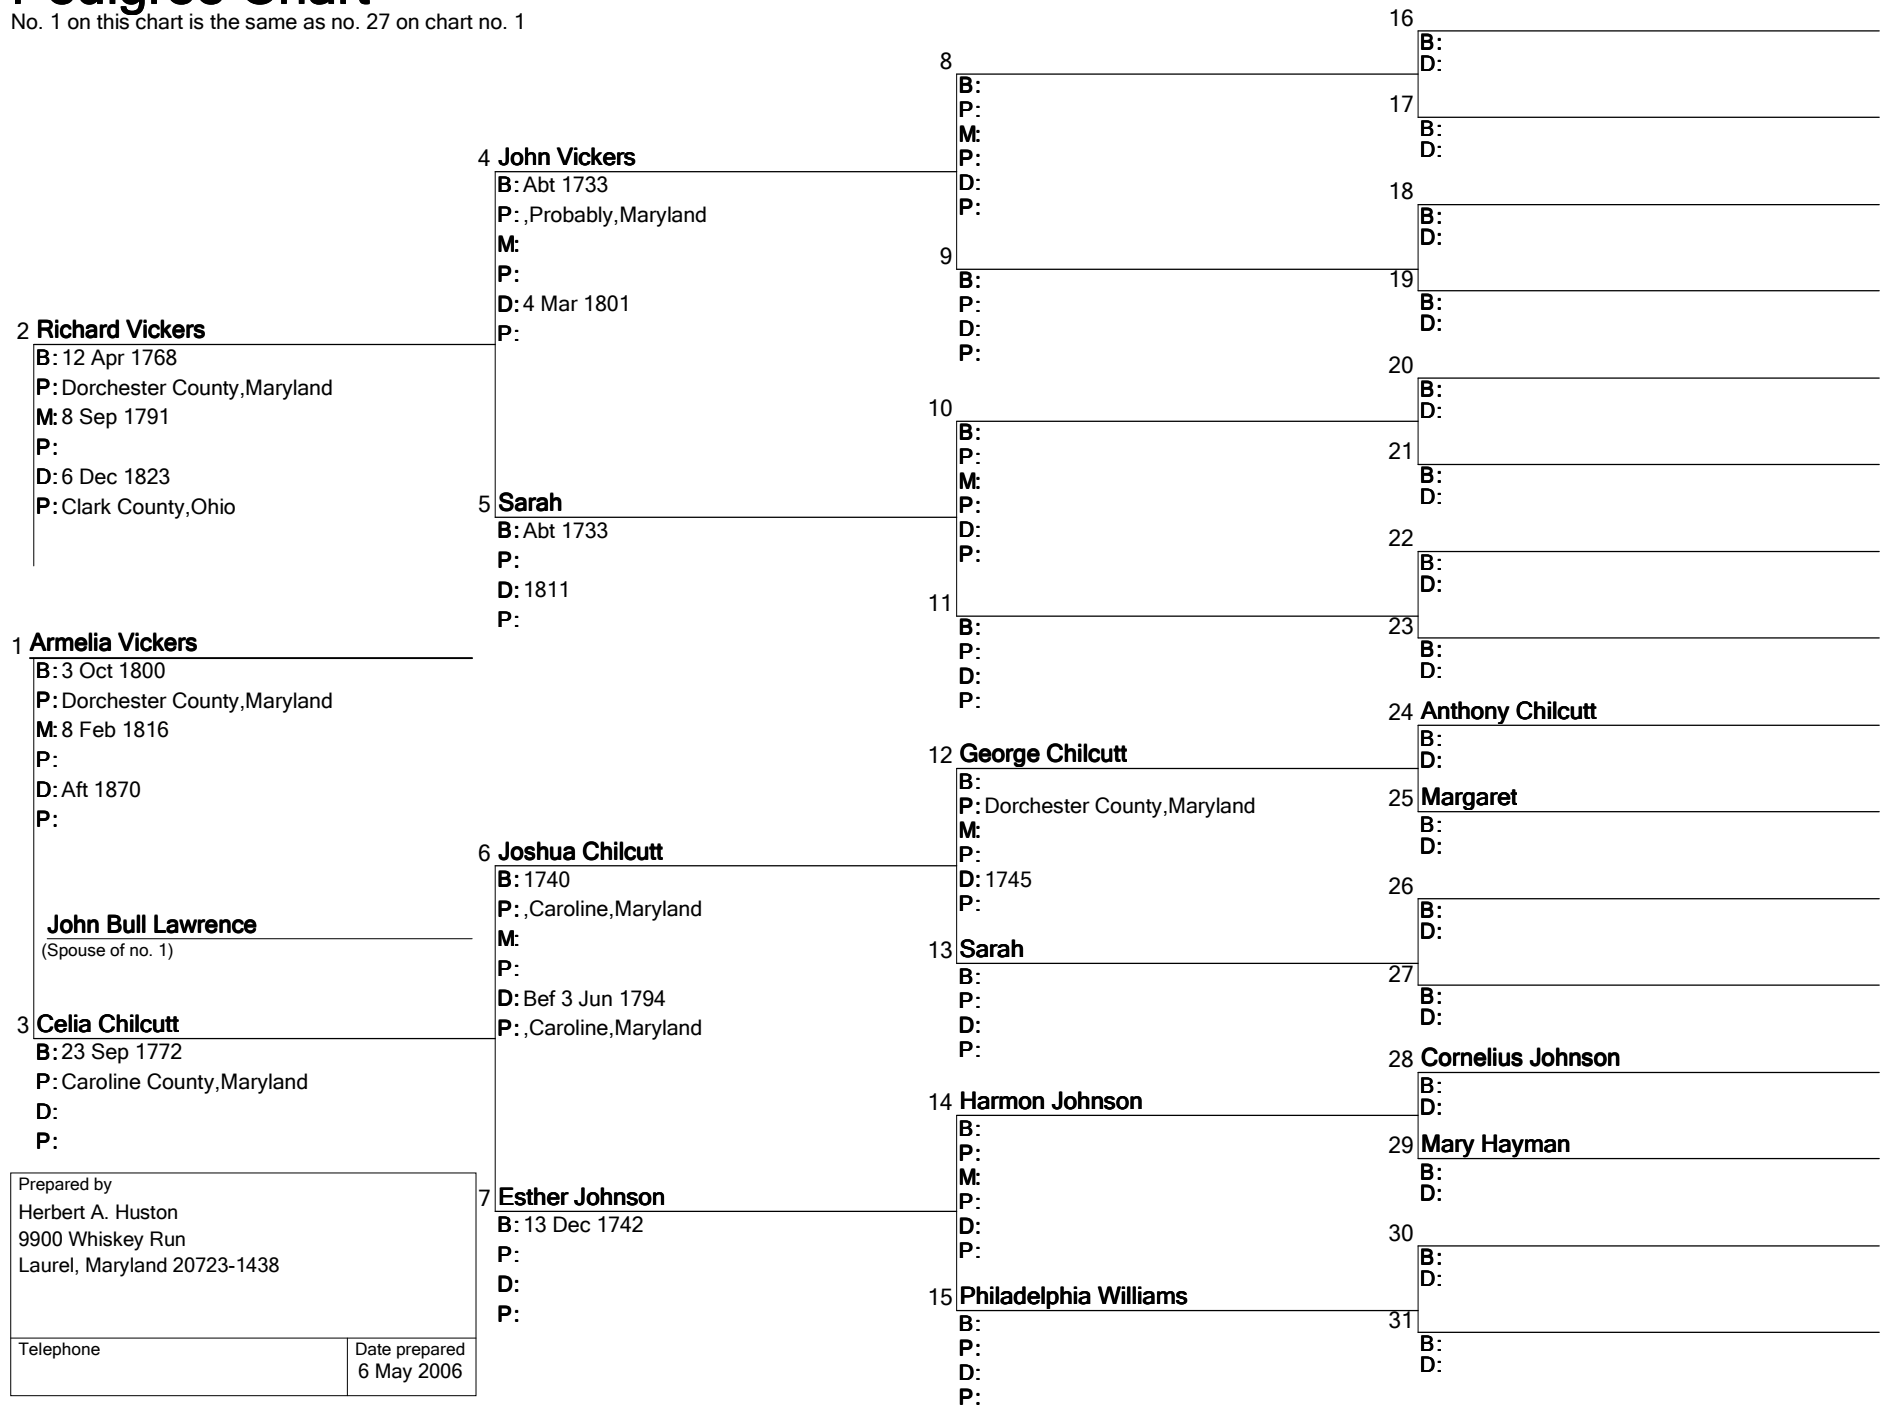 Pedigree Chart
No. 1 on this chart is the same as no. 27 on chart no. 1
2 Richard Vickers
B: 12 Apr 1768
P: Dorchester County,Maryland
M: 8 Sep 1791
P:
D: 6 Dec 1823
P: Clark County,Ohio
1 Armelia Vickers
B: 3 Oct 1800
P: Dorchester County,Maryland
M: 8 Feb 1816
P:
D: Aft 1870
P:
John Bull Lawrence
(Spouse of no. 1)
3 Celia Chilcutt
B: 23 Sep 1772
P: Caroline County,Maryland
D:
P:
Prepared by
Herbert A. Huston
9900 Whiskey Run
Laurel, Maryland 20723-1438
Telephone
Date prepared
6 May 2006
4 John Vickers
B: Abt 1733
P: ,Probably,Maryland
M:
P:
D: 4 Mar 1801
P:
5 Sarah
B: Abt 1733
P:
D: 1811
P:
6 Joshua Chilcutt
B: 1740
P: ,Caroline,Maryland
M:
P:
D: Bef 3 Jun 1794
P: ,Caroline,Maryland
7 Esther Johnson
B: 13 Dec 1742
P:
D:
P:
8
B:
P:
M:
P:
D:
P:
9
B:
P:
D:
P:
10
B:
P:
M:
P:
D:
P:
11
B:
P:
D:
P:
12 George Chilcutt
B:
P: Dorchester County,Maryland
M:
P:
D: 1745
P:
13 Sarah
B:
P:
D:
P:
14 Harmon Johnson
B:
P:
M:
P:
D:
P:
15 Philadelphia Williams
B:
P:
D:
P:
16
B:
D:
17
B:
D:
18
B:
D:
19
B:
D:
20
B:
D:
21
B:
D:
22
B:
D:
23
B:
D:
24 Anthony Chilcutt
B:
D:
25 Margaret
B:
D:
26
B:
D:
27
B:
D:
28 Cornelius Johnson
B:
D:
29 Mary Hayman
B:
D:
30
B:
D:
31
B:
D: